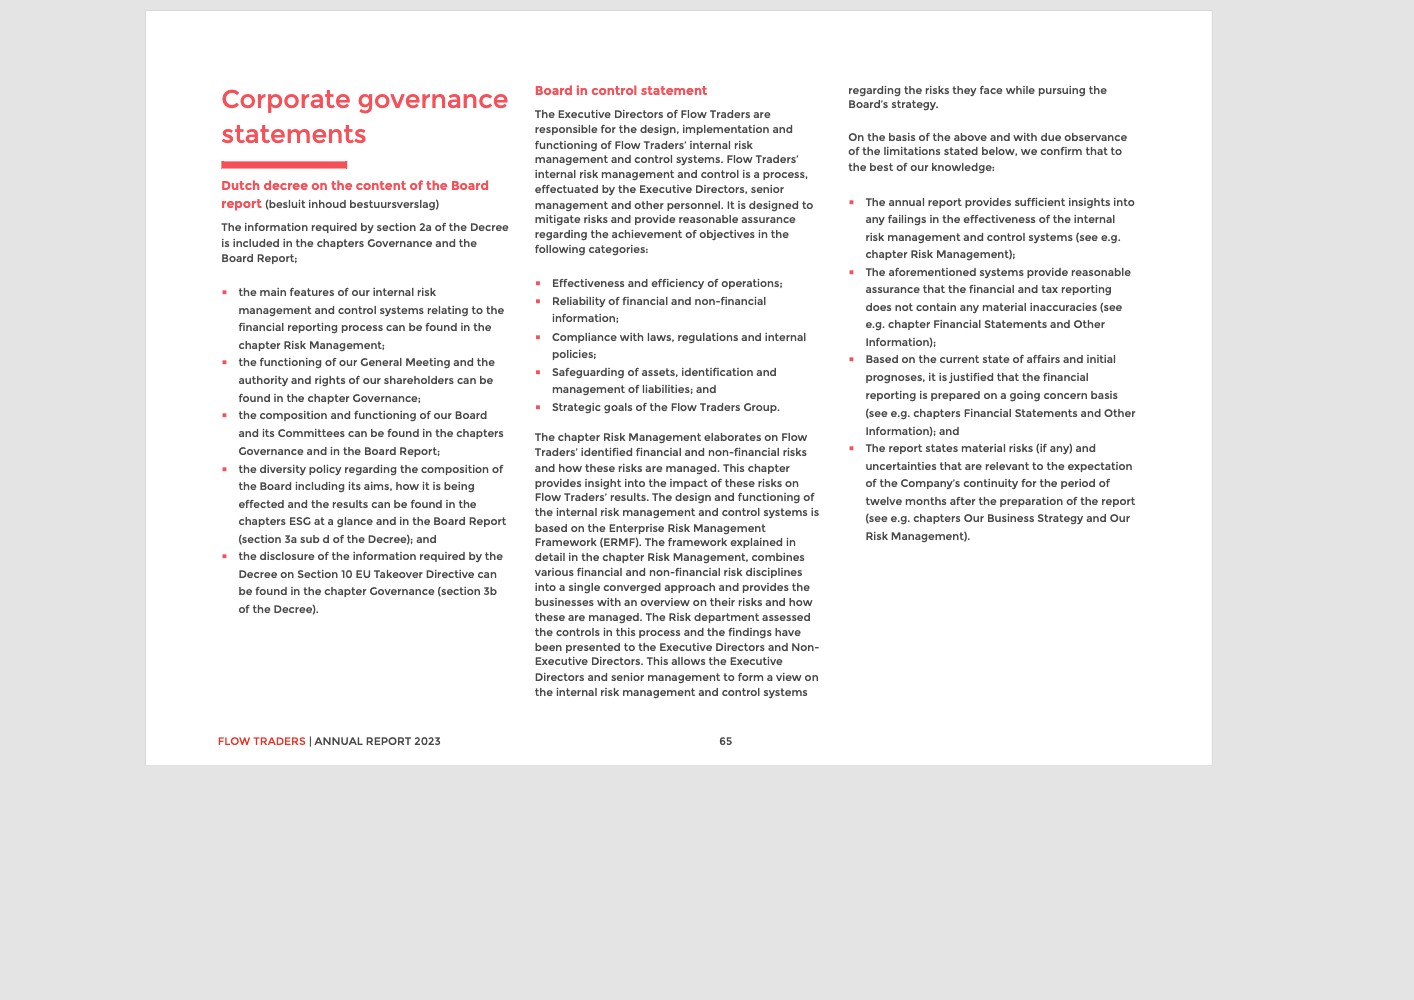 Corporate governance
statements
Dutch decree on the content of the Board
report (besluit inhoud bestuursverslag)
The information required by section 2a of the Decree
is included in the chapters Governance and the
Board Report;
▪ the main features of our internal risk
management and control systems relating to the
financial reporting process can be found in the
chapter Risk Management;
▪ the functioning of our General Meeting and the
authority and rights of our shareholders can be
found in the chapter Governance;
▪ the composition and functioning of our Board
and its Committees can be found in the chapters
Governance and in the Board Report;
▪ the diversity policy regarding the composition of
the Board including its aims, how it is being
effected and the results can be found in the
chapters ESG at a glance and in the Board Report
(section 3a sub d of the Decree); and
▪ the disclosure of the information required by the
Decree on Section 10 EU Takeover Directive can
be found in the chapter Governance (section 3b
of the Decree).
Board in control statement
The Executive Directors of Flow Traders are
responsible for the design, implementation and
functioning of Flow Traders' internal risk
management and control systems. Flow Traders'
internal risk management and control is a process,
effectuated by the Executive Directors, senior
management and other personnel. It is designed to
mitigate risks and provide reasonable assurance
regarding the achievement of objectives in the
following categories:
▪ Effectiveness and efficiency of operations;
▪ Reliability of financial and non-financial
information;
▪ Compliance with laws, regulations and internal
policies;
▪ Safeguarding of assets, identification and
management of liabilities; and
▪ Strategic goals of the Flow Traders Group.
The chapter Risk Management elaborates on Flow
Traders' identified financial and non-financial risks
and how these risks are managed. This chapter
provides insight into the impact of these risks on
Flow Traders' results. The design and functioning of
the internal risk management and control systems is
based on the Enterprise Risk Management
Framework (ERMF). The framework explained in
detail in the chapter Risk Management, combines
various financial and non-financial risk disciplines
into a single converged approach and provides the
businesses with an overview on their risks and how
these are managed. The Risk department assessed
the controls in this process and the findings have
been presented to the Executive Directors and Non-
Executive Directors. This allows the Executive
Directors and senior management to form a view on
the internal risk management and control systems
regarding the risks they face while pursuing the
Board's strategy.
On the basis of the above and with due observance
of the limitations stated below, we confirm that to
the best of our knowledge:
▪ The annual report provides sufficient insights into
any failings in the effectiveness of the internal
risk management and control systems (see e.g.
chapter Risk Management);
▪ The aforementioned systems provide reasonable
assurance that the financial and tax reporting
does not contain any material inaccuracies (see
e.g. chapter Financial Statements and Other
Information);
▪ Based on the current state of affairs and initial
prognoses, it is justified that the financial
reporting is prepared on a going concern basis
(see e.g. chapters Financial Statements and Other
Information); and
▪ The report states material risks (if any) and
uncertainties that are relevant to the expectation
of the Company's continuity for the period of
twelve months after the preparation of the report
(see e.g. chapters Our Business Strategy and Our
Risk Management).
FLOW TRADERS | ANNUAL REPORT 2023
65